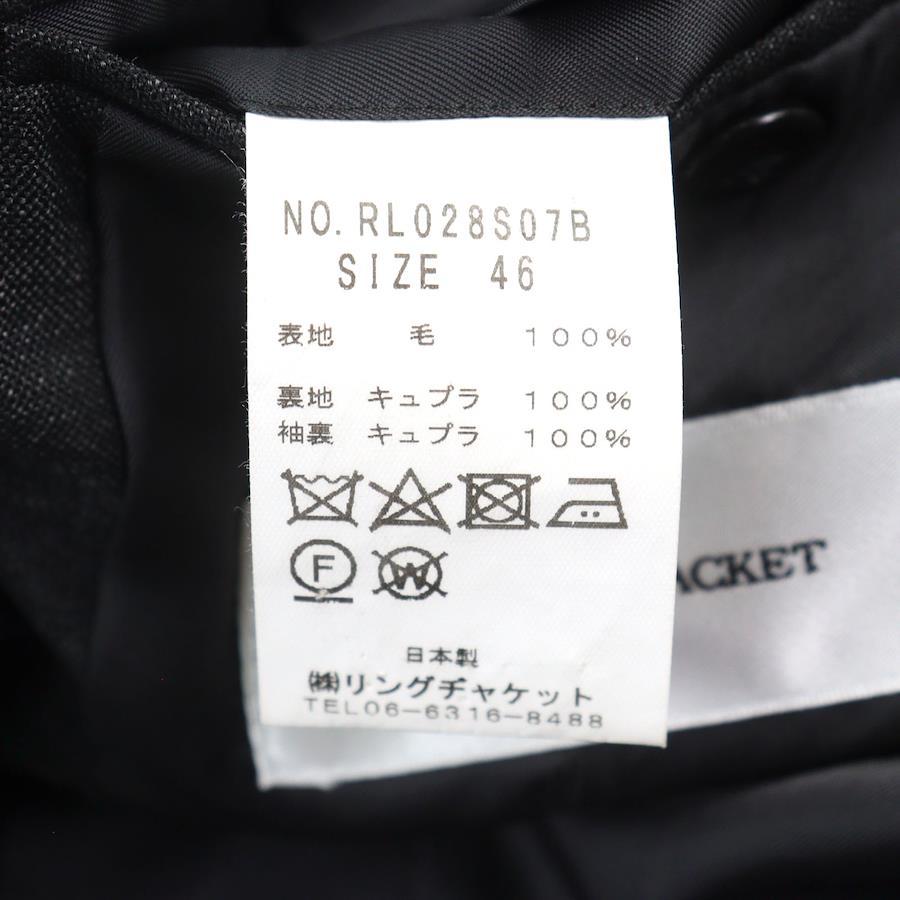 NO. RL028S07B
SIZE 46
表地 毛 100%
裏地 キュプラ 100%
袖裏 キュプラ 100%
F
W
日本製
㈱リングヂャケット
TEL06-6316-8488
ACKET